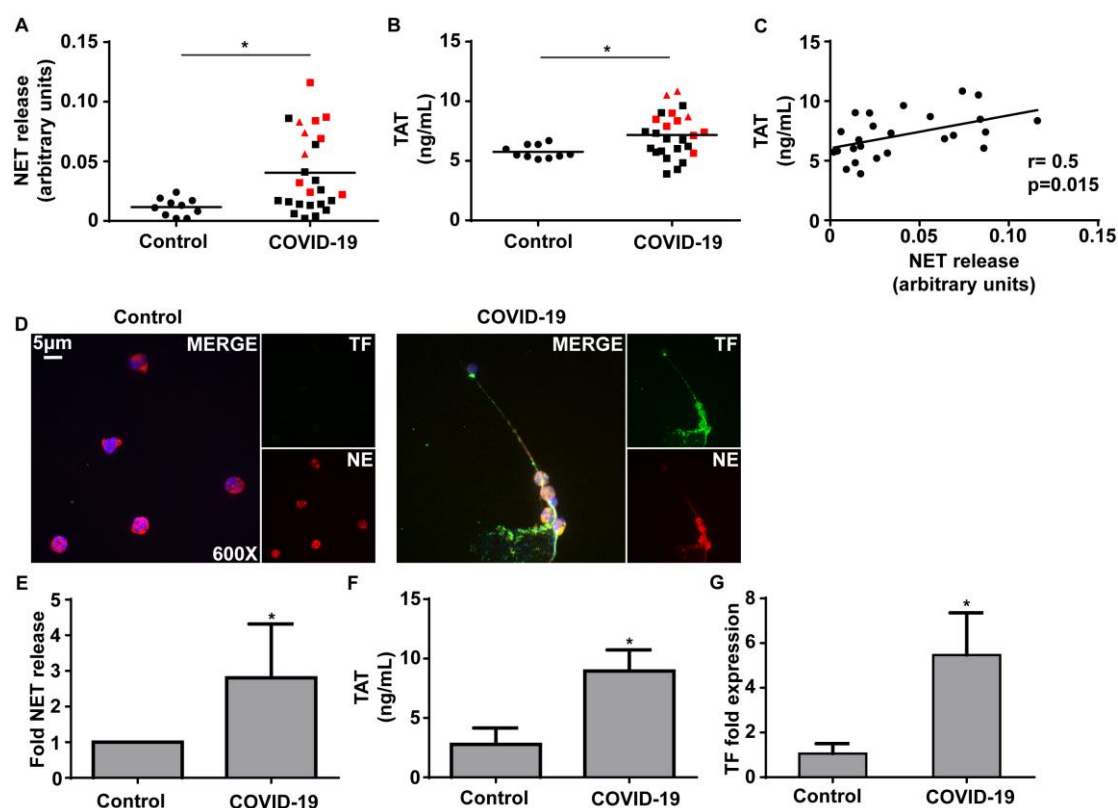 A
NET release
(arbitrary units)
0.15
0.10
0.05
0
*
Control
COVID-19
B
TAT
(ng/mL)
15
10
5
0
*
Control
COVID-19
C
TAT
(ng/mL)
15
10
5
0
r= 0.5
p=0.015
0
0.05
0.10
0.15
NET release
(arbitrary units)
D
Control
5µm
MERGE
600X
TF
NE
COVID-19
MERGE
TF
NE
E
Fold NET release
5
4
3
2
1
0
*
Control
COVID-19
F
TAT
(ng/mL)
15
10
5
0
*
Control
COVID-19
G
TF fold expression
8
6
4
2
0
*
Control
COVID-19